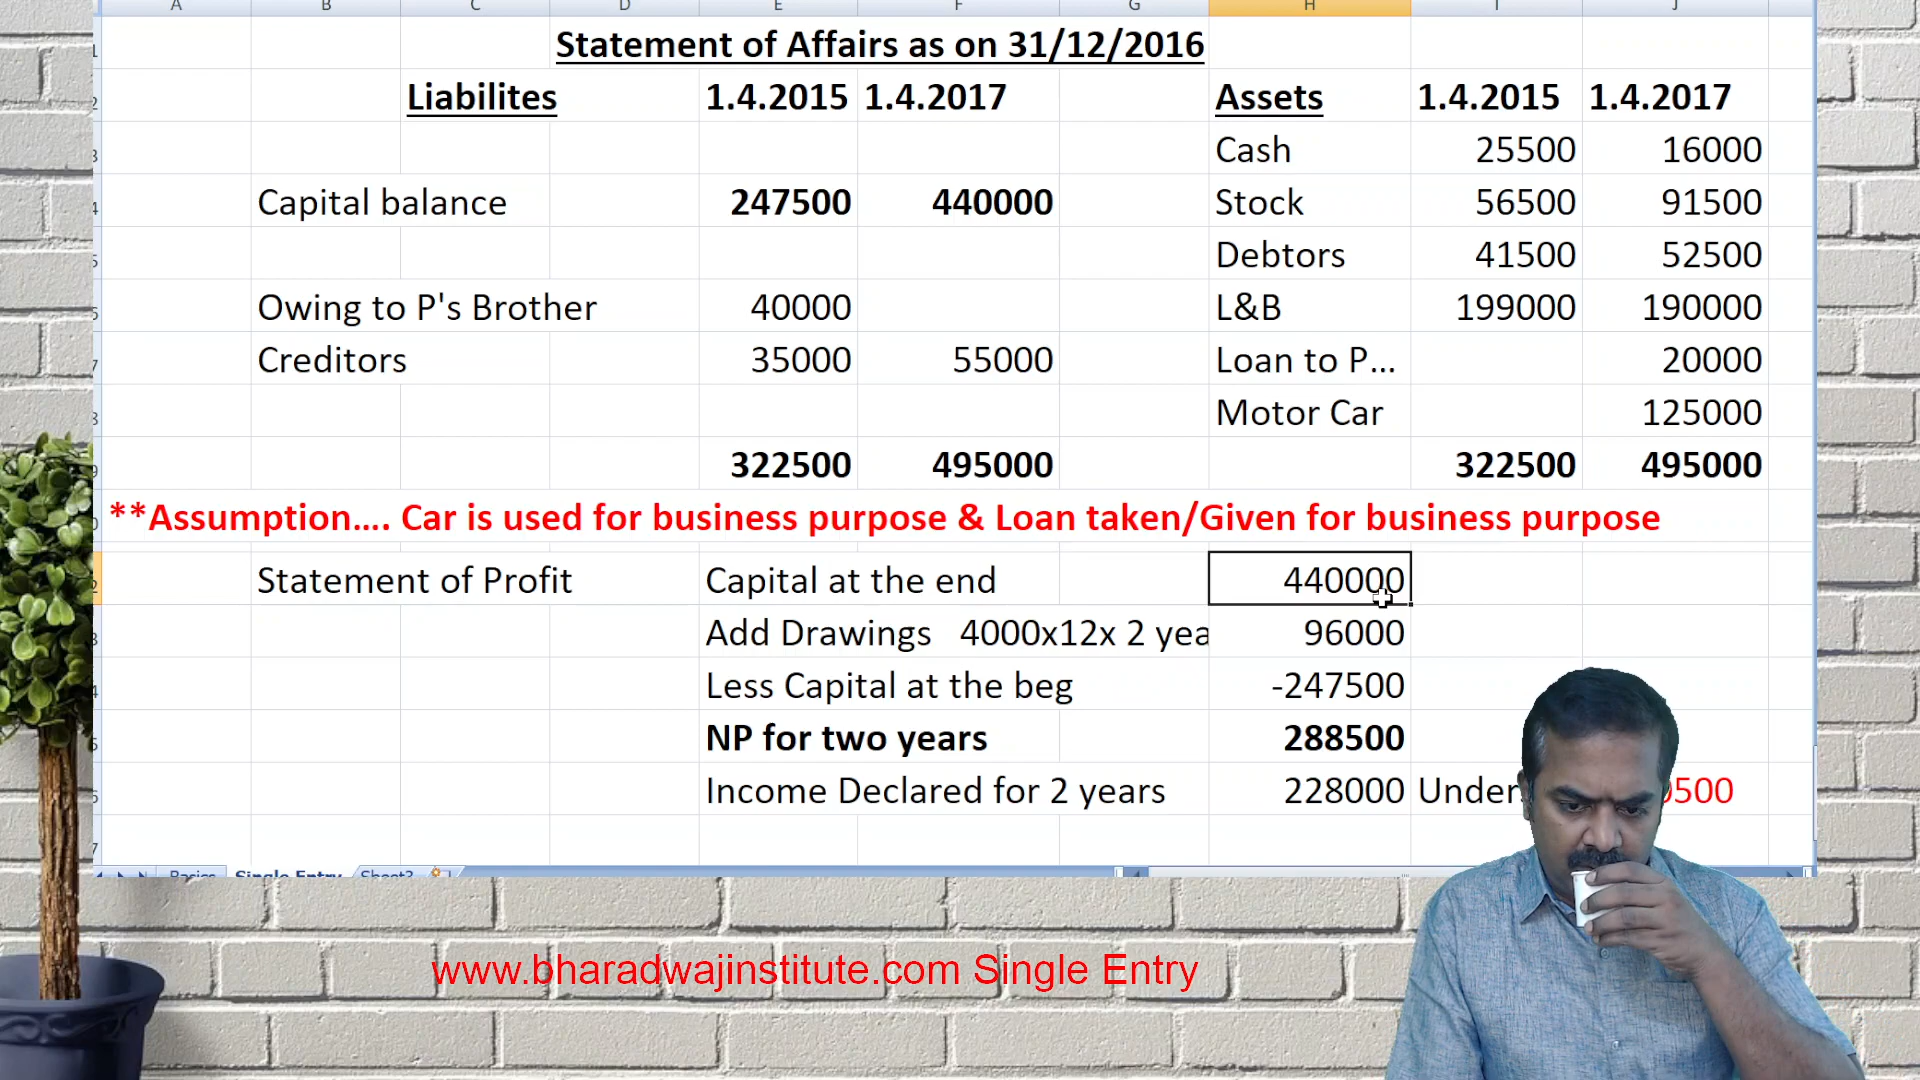 A B C D E F G H I J
Statement of Affairs as on 31/12/2016
Liabilites 1.4.2015 1.4.2017 Assets 1.4.2015 1.4.2017
Cash 25500 16000
Capital balance 247500 440000 Stock 56500 91500
Debtors 41500 52500
Owing to P's Brother 40000 L&B 199000 190000
Creditors 35000 55000 Loan to P... 20000
Motor Car 125000
322500 495000 322500 495000
**Assumption.... Car is used for business purpose & Loan taken/Given for business purpose
Statement of Profit Capital at the end 440000
Add Drawings 4000x12x 2 yea 96000
Less Capital at the beg -247500
NP for two years 288500
Income Declared for 2 years 228000 Under 0500
Basics Single Entry Sheet3
www.bharadwajinstitute.com Single Entry